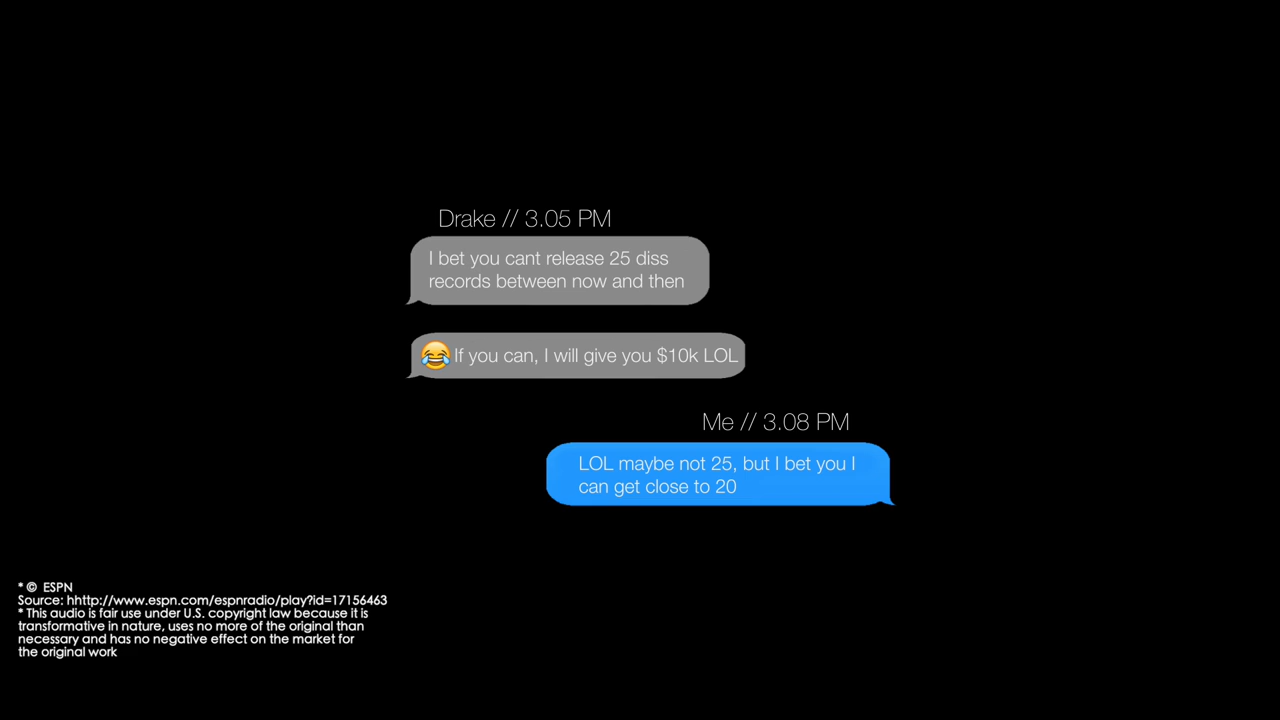 Drake // 3.05 PM
I bet you cant release 25 diss
records between now and then
😂If you can, I will give you $10k LOL
Me // 3.08 PM
LOL maybe not 25, but I bet you I
can get close to 20
* © ESPN
Source: hhttp://www.espn.com/espnradio/play?id=17156463
* This audio is fair use under U.S. copyright law because it is
transformative in nature, uses no more of the original than
necessary and has no negative effect on the market for
the original work